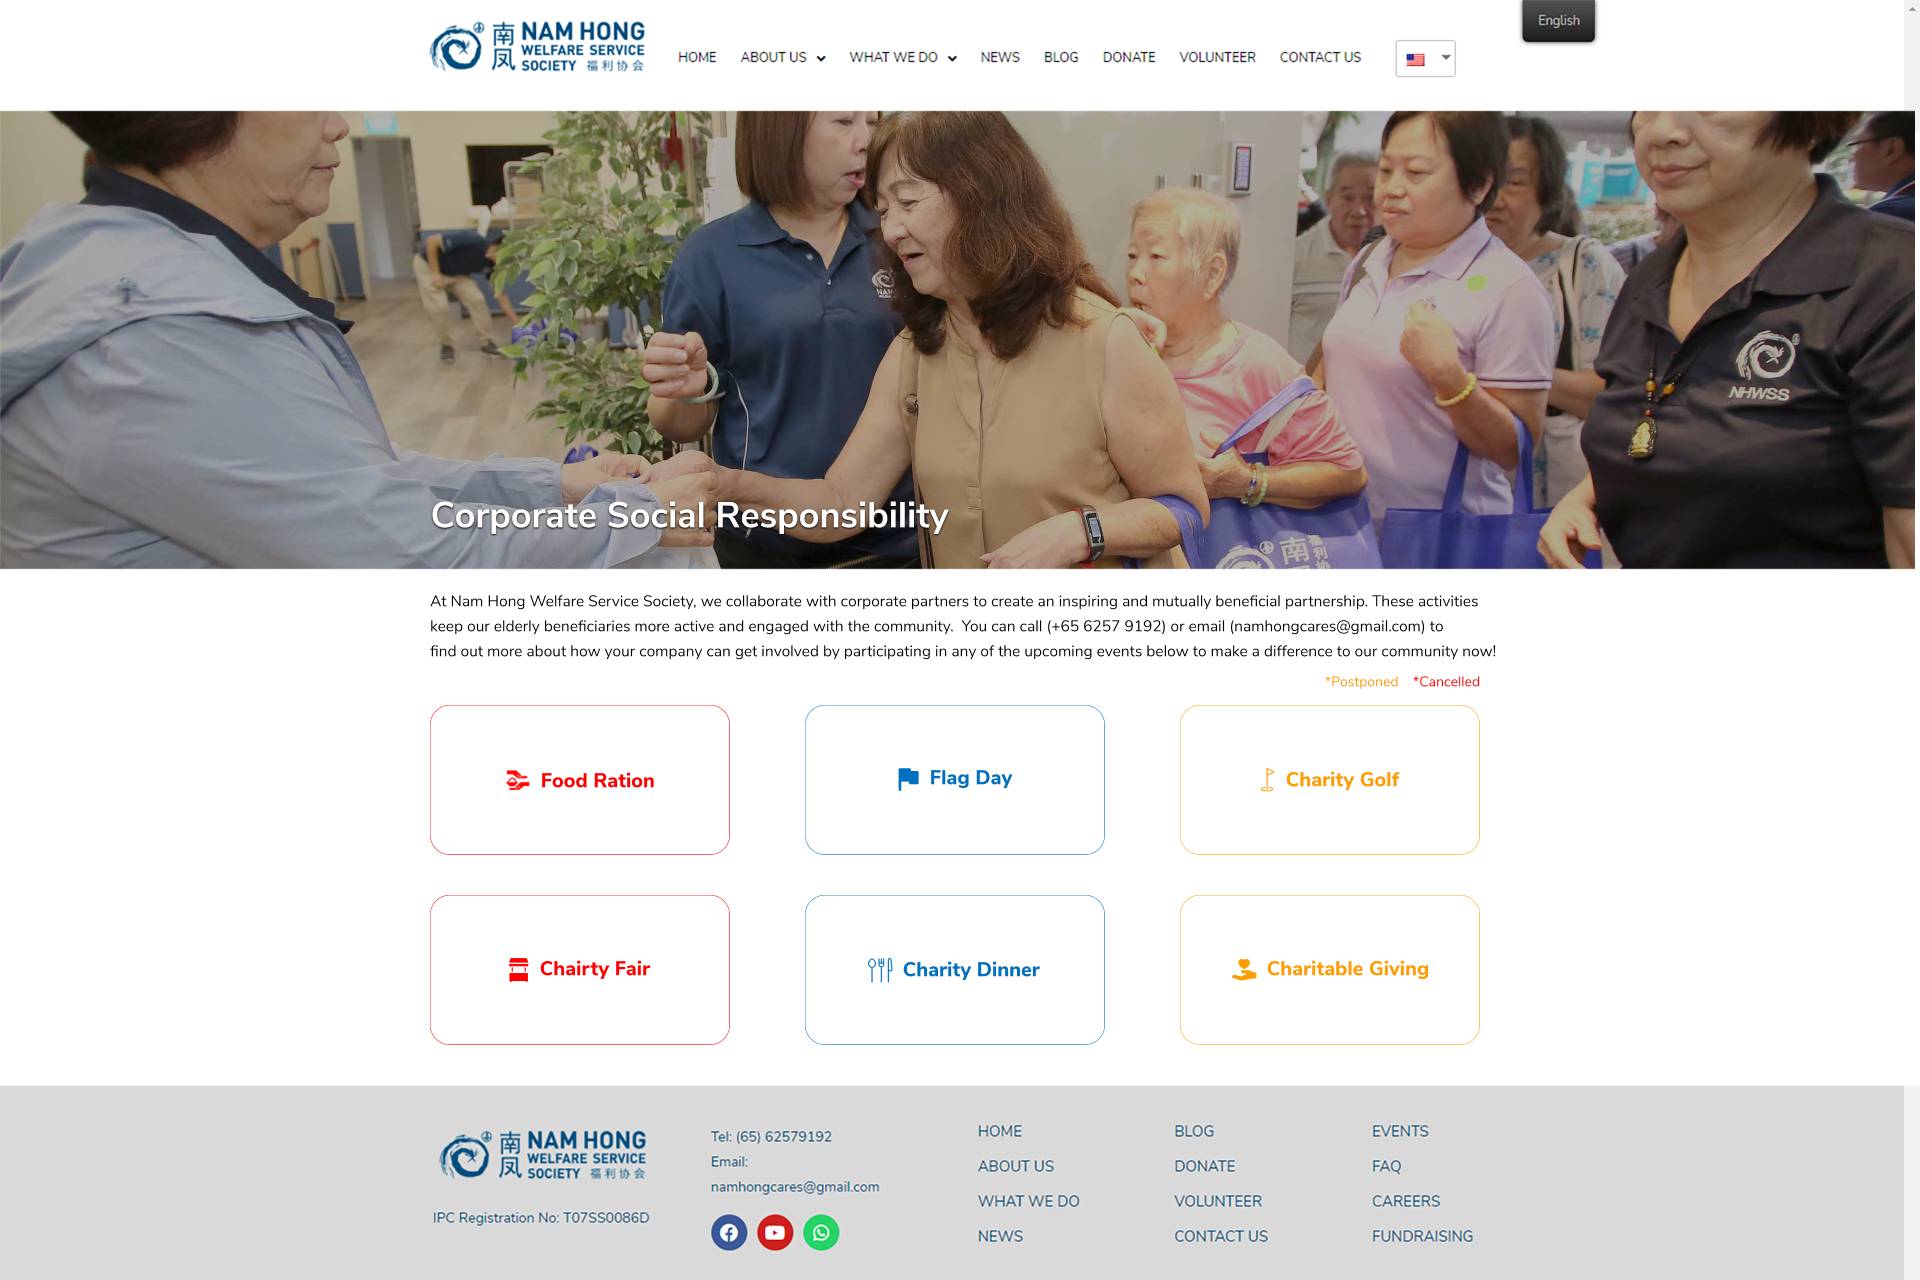 English
南凤 NAM HONG
WELFARE SERVICE
SOCIETY 福利协会
HOME ABOUT US WHAT WE DO NEWS BLOG DONATE VOLUNTEER CONTACT US
NHWSS
南 福利
Corporate Social Responsibility
At Nam Hong Welfare Service Society, we collaborate with corporate partners to create an inspiring and mutually beneficial partnership. These activities
keep our elderly beneficiaries more active and engaged with the community. You can call (+65 6257 9192) or email (namhongcares@gmail.com) to
find out more about how your company can get involved by participating in any of the upcoming events below to make a difference to our community now!
*Postponed *Cancelled
Food Ration
Flag Day
Charity Golf
Chairty Fair
Charity Dinner
Charitable Giving
南凤 NAM HONG
WELFARE SERVICE
SOCIETY 福利协会
IPC Registration No: T07SS0086D
Tel: (65) 62579192
Email:
namhongcares@gmail.com
HOME
ABOUT US
WHAT WE DO
NEWS
BLOG
DONATE
VOLUNTEER
CONTACT US
EVENTS
FAQ
CAREERS
FUNDRAISING